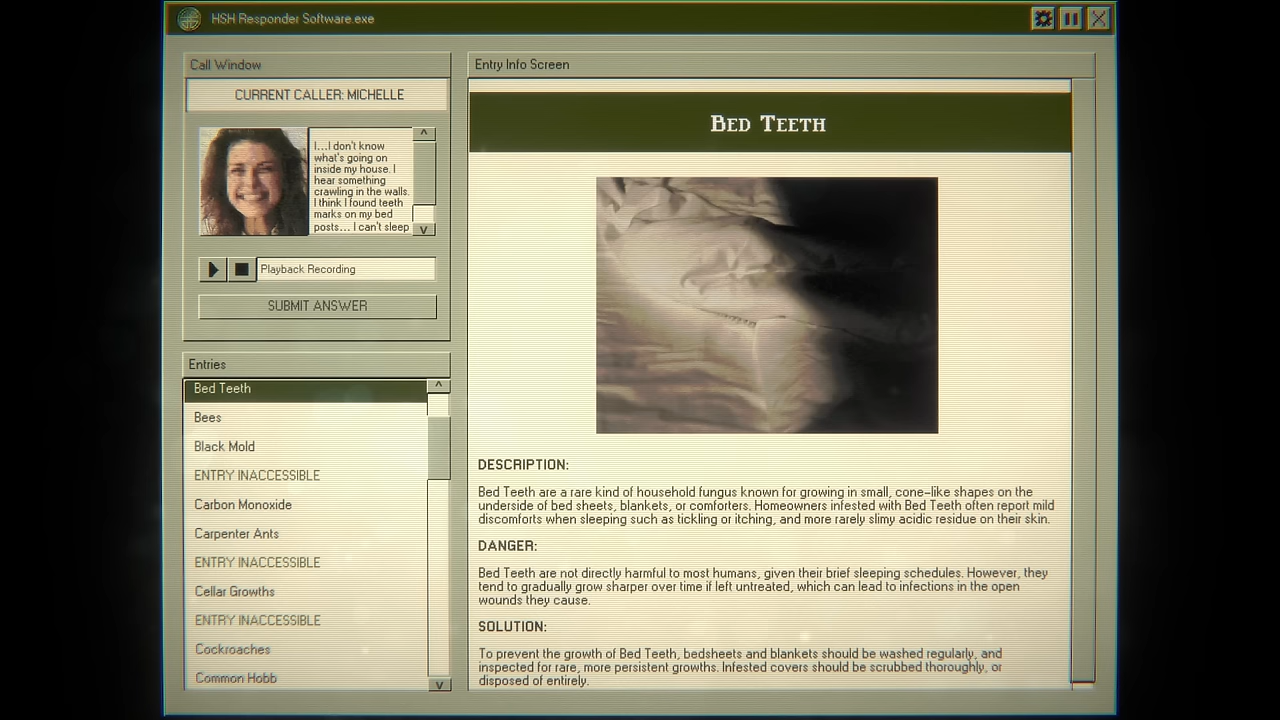 HSH Responder Software.exe
Call Window
CURRENT CALLER: MICHELLE
I...I don't know
what's going on
inside my house. I
hear something
crawling in the walls.
I think I found teeth
marks on my bed
posts... I can't sleep
Playback Recording
SUBMIT ANSWER
Entries
Bed Teeth
Bees
Black Mold
ENTRY INACCESSIBLE
Carbon Monoxide
Carpenter Ants
ENTRY INACCESSIBLE
Cellar Growths
ENTRY INACCESSIBLE
Cockroaches
Common Hobb
Entry Info Screen
BED TEETH
DESCRIPTION:
Bed Teeth are a rare kind of household fungus known for growing in small, cone-like shapes on the
underside of bed sheets, blankets, or comforters. Homeowners infested with Bed Teeth often report mild
discomforts when sleeping such as tickling or itching, and more rarely slimy acidic residue on their skin.
DANGER:
Bed Teeth are not directly harmful to most humans, given their brief sleeping schedules. However, they
tend to gradually grow sharper over time if left untreated, which can lead to infections in the open
wounds they cause.
SOLUTION:
To prevent the growth of Bed Teeth, bedsheets and blankets should be washed regularly, and
inspected for rare, more persistent growths. Infested covers should be scrubbed thoroughly, or
disposed of entirely.